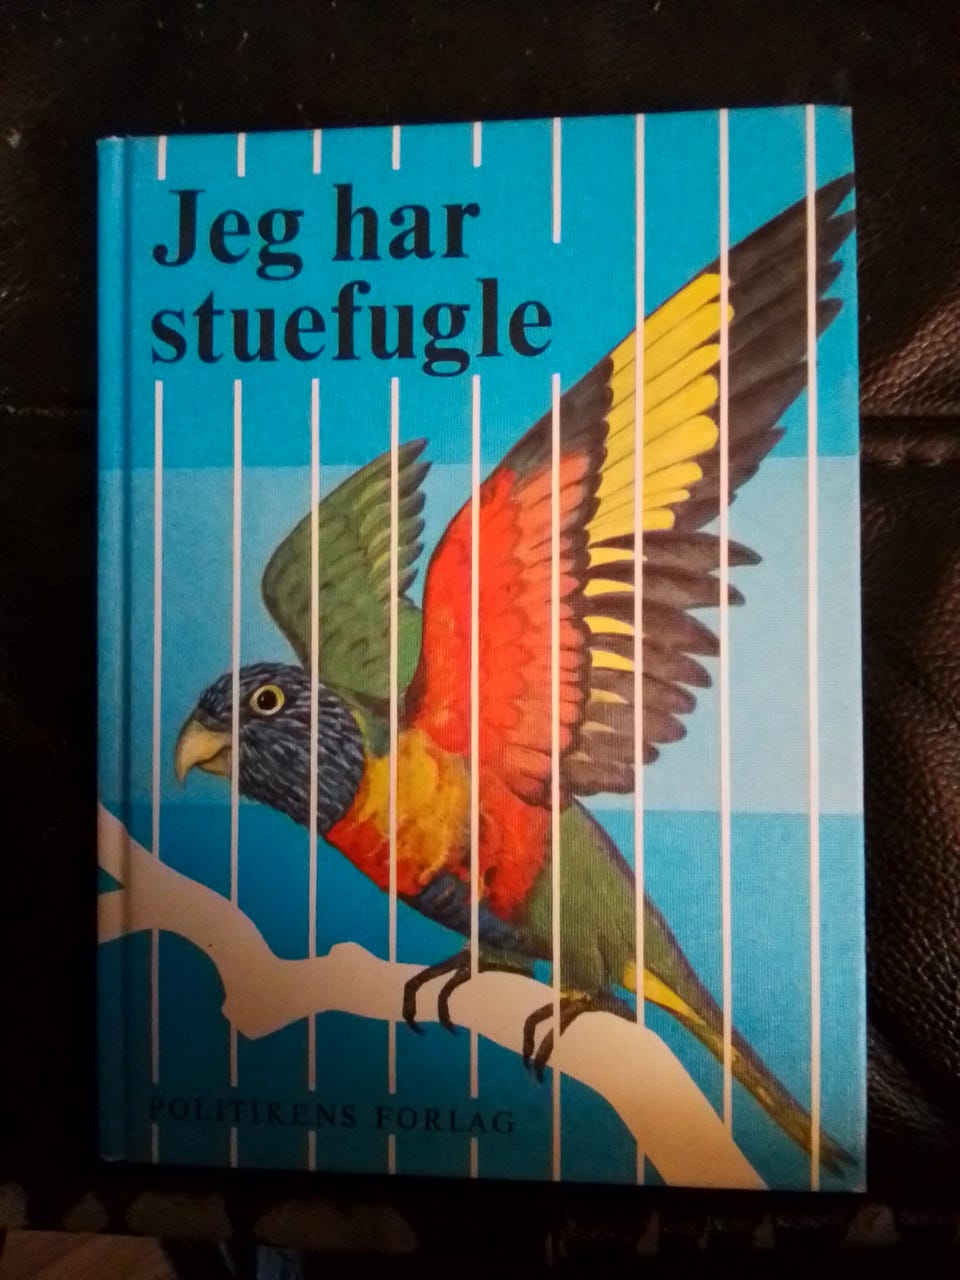 Jeg har
stuefugle
POLITIKENS FORLAG